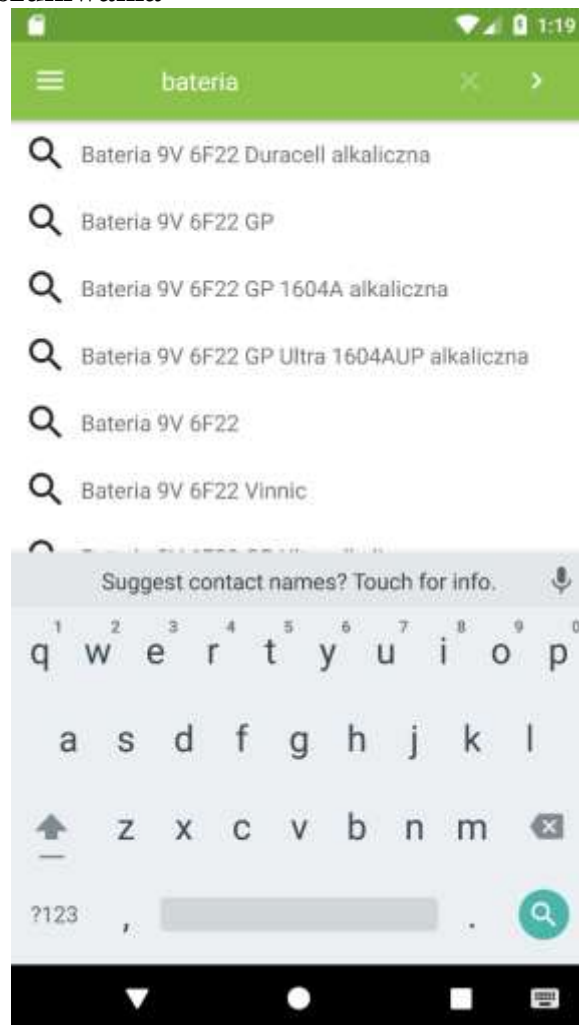 1:19
bateria
Bateria 9V 6F22 Duracell alkaliczna
Bateria 9V 6F22 GP
Bateria 9V 6F22 GP 1604A alkaliczna
Bateria 9V 6F22 GP Ultra 1604AUP alkaliczna
Bateria 9V 6F22
Bateria 9V 6F22 Vinnic
Suggest contact names? Touch for info.
1 2 3 4 5 6 7 8 9 0
q w e r t y u i o p
a s d f g h j k l
z x c v b n m
?123 , .